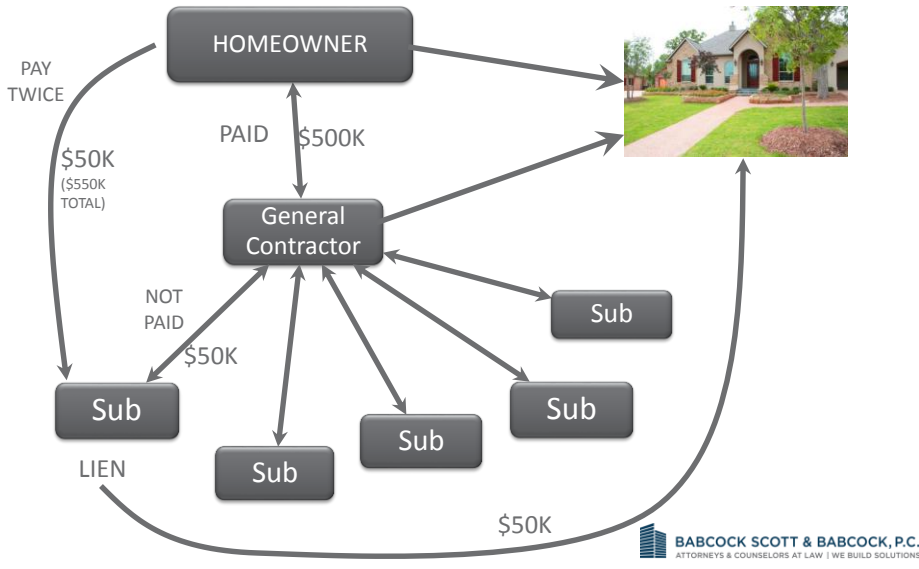 HOMEOWNER
PAY
TWICE
PAID
$500K
$50K
($550K
TOTAL)
General
Contractor
NOT
PAID
$50K
Sub
Sub
Sub
Sub
Sub
LIEN
$50K
BABCOCK SCOTT & BABCOCK, P.C.
ATTORNEYS & COUNSELORS AT LAW | WE BUILD SOLUTIONS